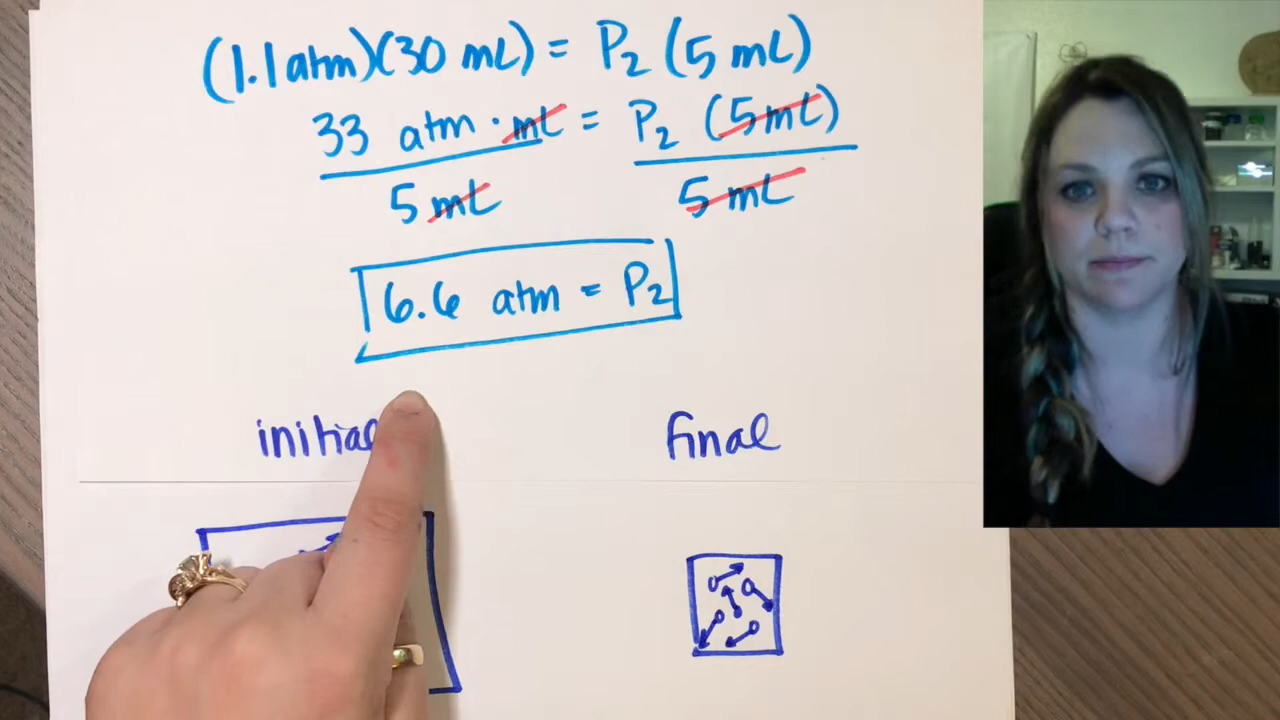 (1.1 atm)(30 mL) = P₂ (5 mL)
33 atm · mL = P₂ (5 mL)
5 mL 5 mL
6.6 atm = P₂
initial final